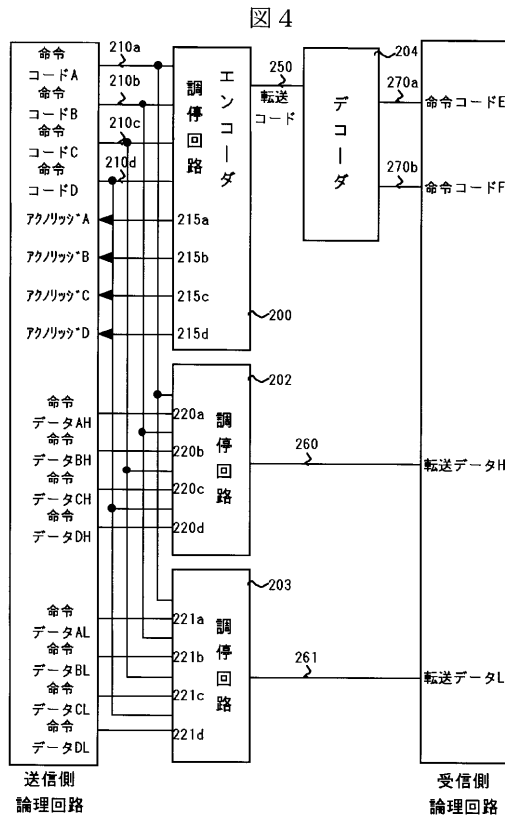 図4
命令
コードA
命令
コードB
命令
コードC
命令
コードD
アクノリッジA
アクノリッジB
アクノリッジC
アクノリッジD
210a
210b
210c
210d
調停回路
エンコーダ
215a
215b
215c
215d
200
250
転送
コード
デコーダ
204
270a
命令コードE
270b
命令コードF
命令
データAH
命令
データBH
命令
データCH
命令
データDH
220a
220b
220c
220d
調停回路
202
260
転送データH
命令
データAL
命令
データBL
命令
データCL
命令
データDL
221a
221b
221c
221d
調停回路
203
261
転送データL
送信側
論理回路
受信側
論理回路